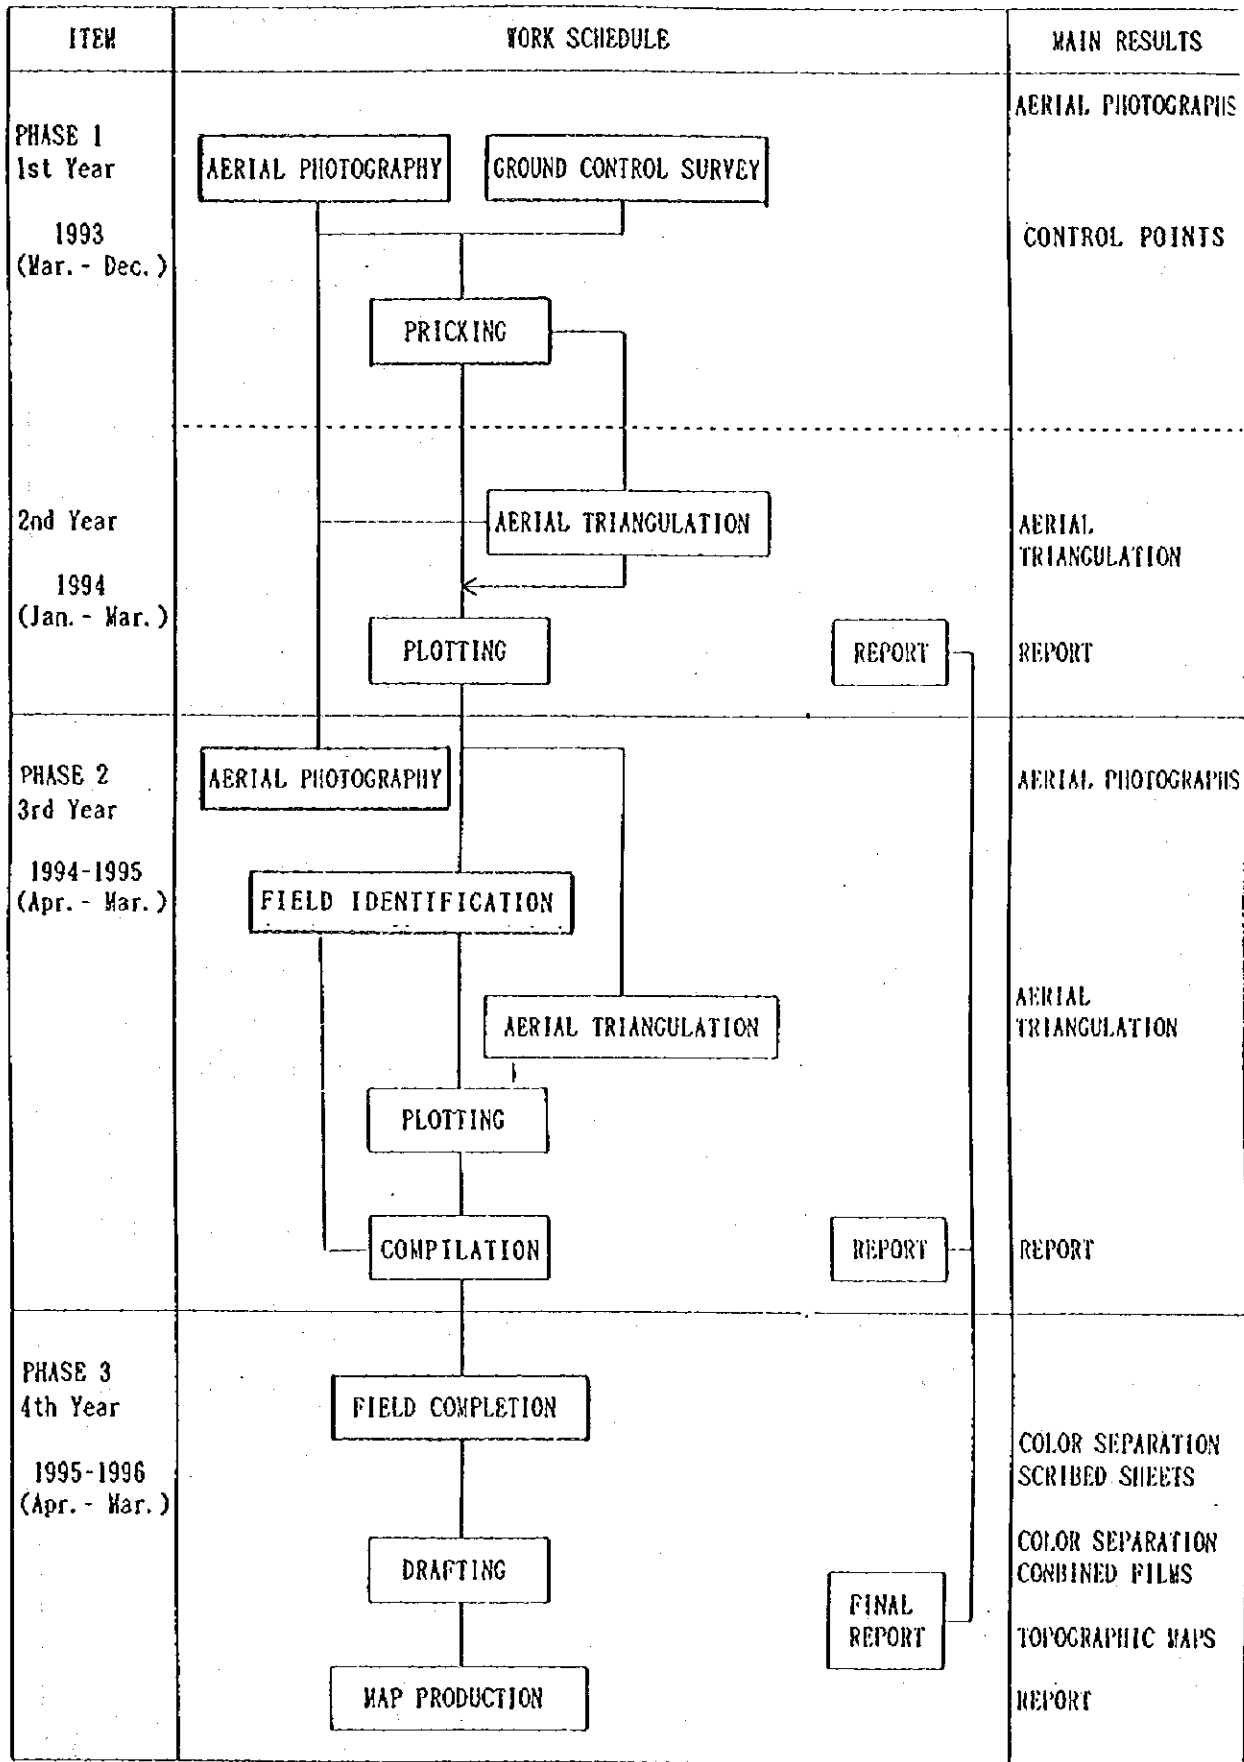 ITEM
WORK SCHEDULE
MAIN RESULTS
AERIAL PHOTOGRAPHS
PHASE 1
1st Year
AERIAL PHOTOGRAPHY
GROUND CONTROL SURVEY
1993
(Mar. - Dec.)
CONTROL POINTS
PRICKING
2nd Year
AERIAL TRIANGULATION
AERIAL
TRIANGULATION
1994
(Jan. - Mar.)
PLOTTING
REPORT
REPORT
PHASE 2
3rd Year
AERIAL PHOTOGRAPHY
AERIAL PHOTOGRAPHS
1994-1995
(Apr. - Mar.)
FIELD IDENTIFICATION
AERIAL TRIANGULATION
AERIAL
TRIANGULATION
PLOTTING
COMPILATION
REPORT
REPORT
PHASE 3
4th Year
FIELD COMPLETION
1995-1996
(Apr. - Mar.)
COLOR SEPARATION
SCRIBED SHEETS
DRAFTING
COLOR SEPARATION
COMBINED FILMS
FINAL
REPORT
TOPOGRAPHIC MAPS
MAP PRODUCTION
REPORT